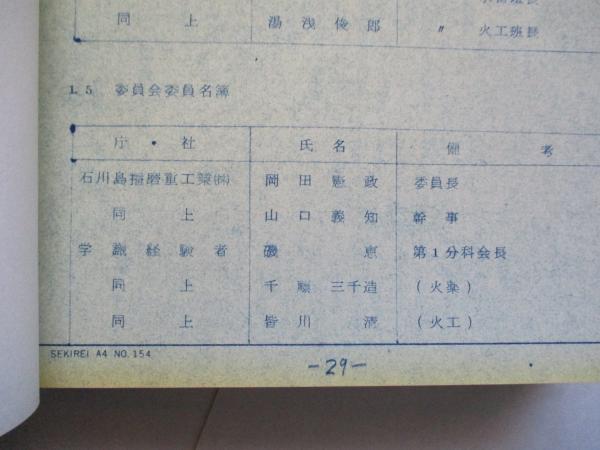 同上 湯浅俊郎 〃 火工班長
1.5 委員会委員名簿
庁・社 氏名 備考
石川島播磨重工業㈱ 岡田憲政 委員長
同上 山口義知 幹事
学識経験者 磯恵 第1分科会長
同上 千 三千造 (火薬)
同上 皆川清 (火工)
SEKIREI A4 NO.154
-29-